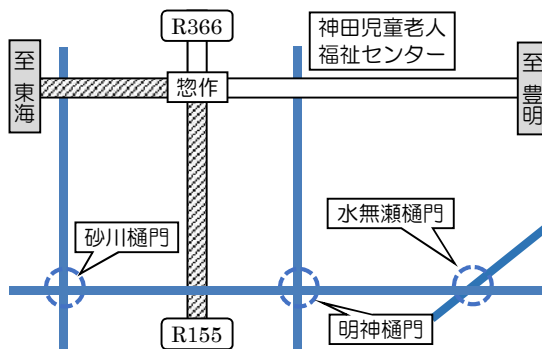 R366
神田児童老人
福祉センター
至 東海
惣作
至 豊明
砂川樋門
水無瀬樋門
明神樋門
R155